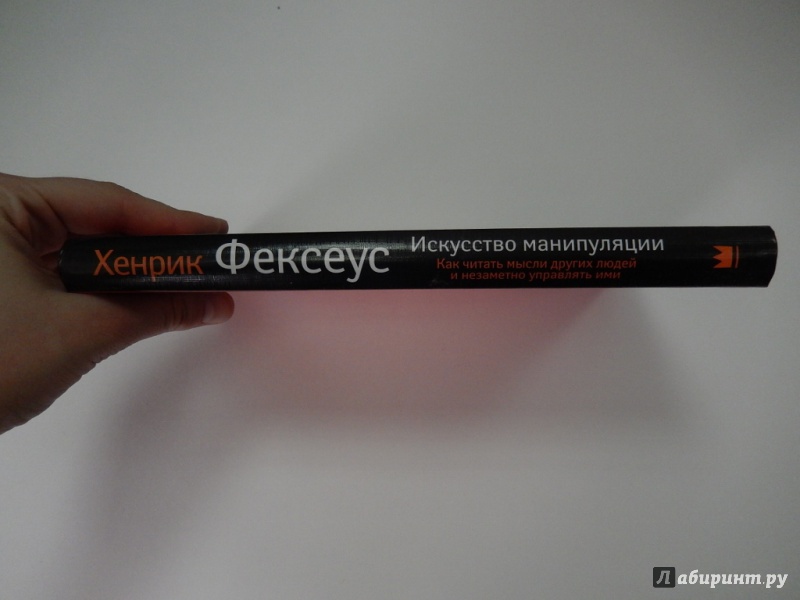 Хенрик Фексеус
Искусство манипуляции
Как читать мысли других людей
и незаметно управлять ими
Лабиринт.ру